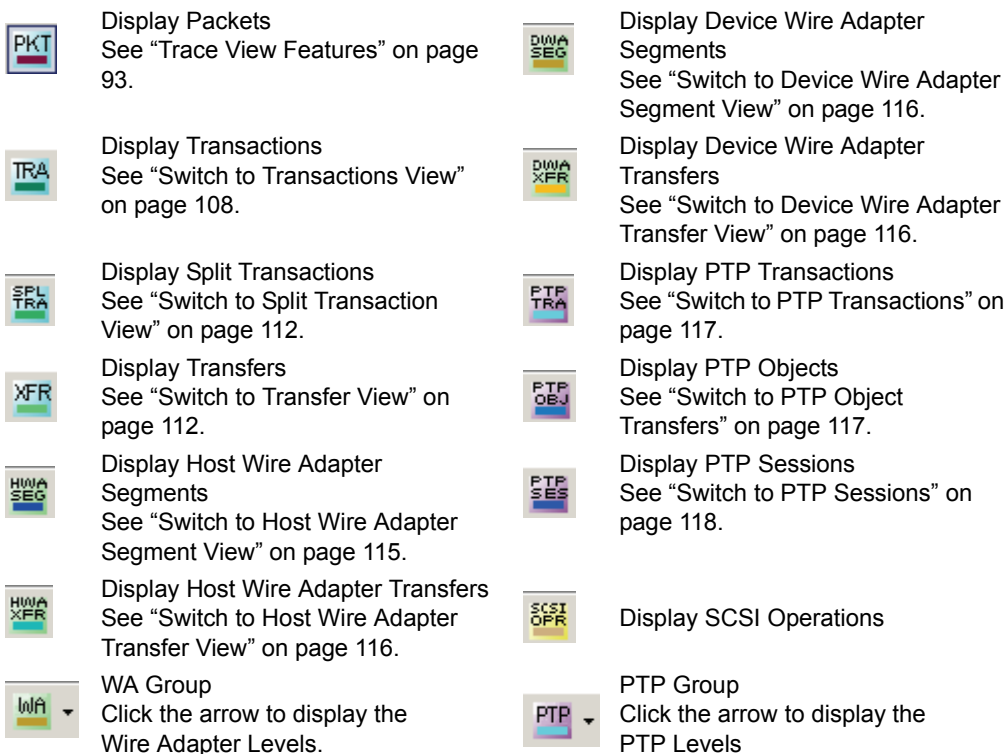 PKT
Display Packets
See “Trace View Features” on page
93.
DWA
SEG
Display Device Wire Adapter
Segments
See “Switch to Device Wire Adapter
Segment View” on page 116.
TRA
Display Transactions
See “Switch to Transactions View”
on page 108.
DWA
XFR
Display Device Wire Adapter
Transfers
See “Switch to Device Wire Adapter
Transfer View” on page 116.
SPL
TRA
Display Split Transactions
See “Switch to Split Transaction
View” on page 112.
PTP
TRA
Display PTP Transactions
See “Switch to PTP Transactions” on
page 117.
XFR
Display Transfers
See “Switch to Transfer View” on
page 112.
PTP
OBJ
Display PTP Objects
See “Switch to PTP Object
Transfers” on page 117.
HWA
SEG
Display Host Wire Adapter
Segments
See “Switch to Host Wire Adapter
Segment View” on page 115.
PTP
SES
Display PTP Sessions
See “Switch to PTP Sessions” on
page 118.
HWA
XFR
Display Host Wire Adapter Transfers
See “Switch to Host Wire Adapter
Transfer View” on page 116.
SCSI
OPR
Display SCSI Operations
WA
WA Group
Click the arrow to display the
Wire Adapter Levels.
PTP
PTP Group
Click the arrow to display the
PTP Levels